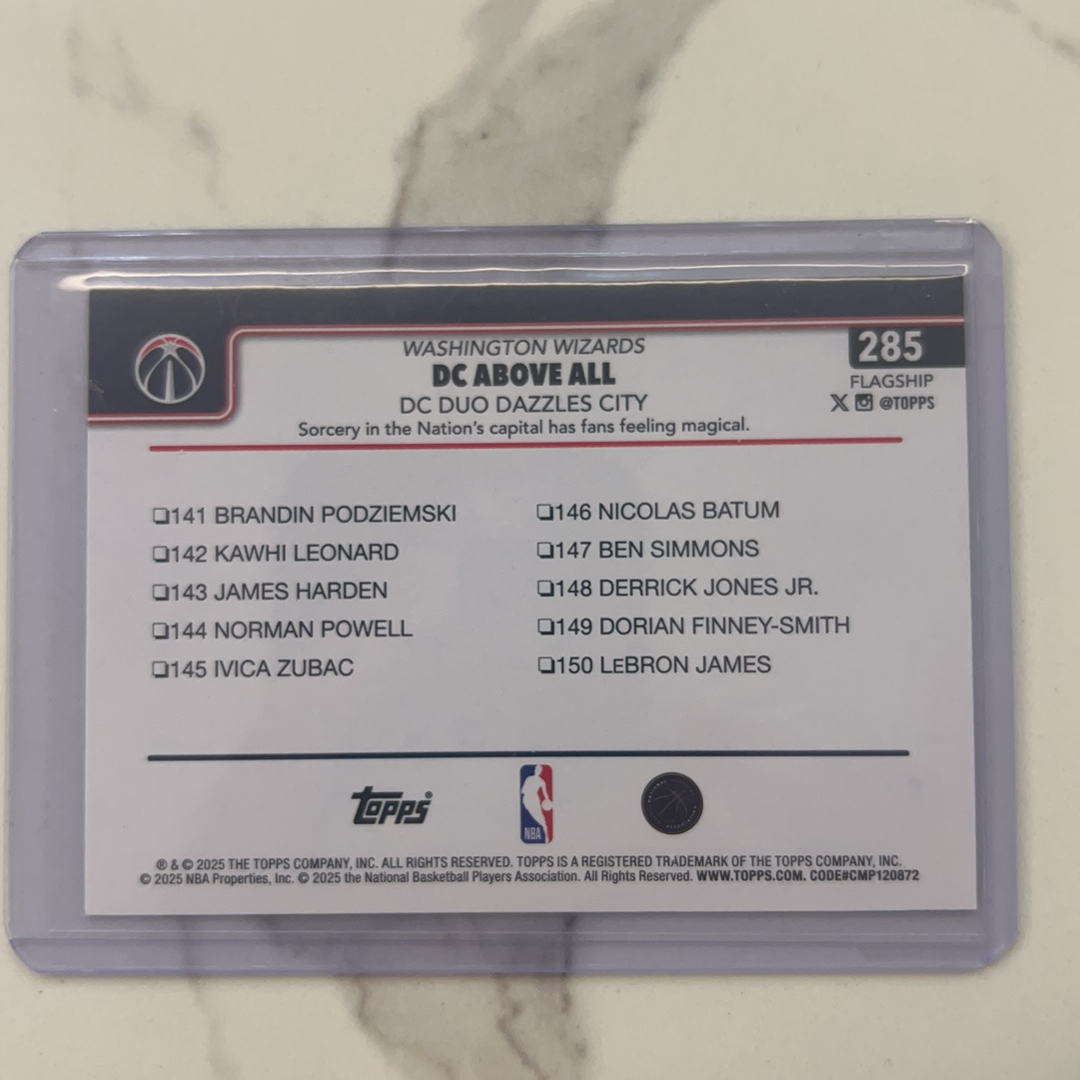 WASHINGTON WIZARDS
285
DC ABOVE ALL
FLAGSHIP
DC DUO DAZZLES CITY
X @TOPPS
Sorcery in the Nation's capital has fans feeling magical.
❏141 BRANDIN PODZIEMSKI
❏142 KAWHI LEONARD
❏143 JAMES HARDEN
❏144 NORMAN POWELL
❏145 IVICA ZUBAC
❏146 NICOLAS BATUM
❏147 BEN SIMMONS
❏148 DERRICK JONES JR.
❏149 DORIAN FINNEY-SMITH
❏150 LeBRON JAMES
topps®
NBA
® & © 2025 THE TOPPS COMPANY, INC. ALL RIGHTS RESERVED. TOPPS IS A REGISTERED TRADEMARK OF THE TOPPS COMPANY, INC.
© 2025 NBA Properties, Inc. © 2025 the National Basketball Players Association. All Rights Reserved. WWW.TOPPS.COM. CODE#CMP120872